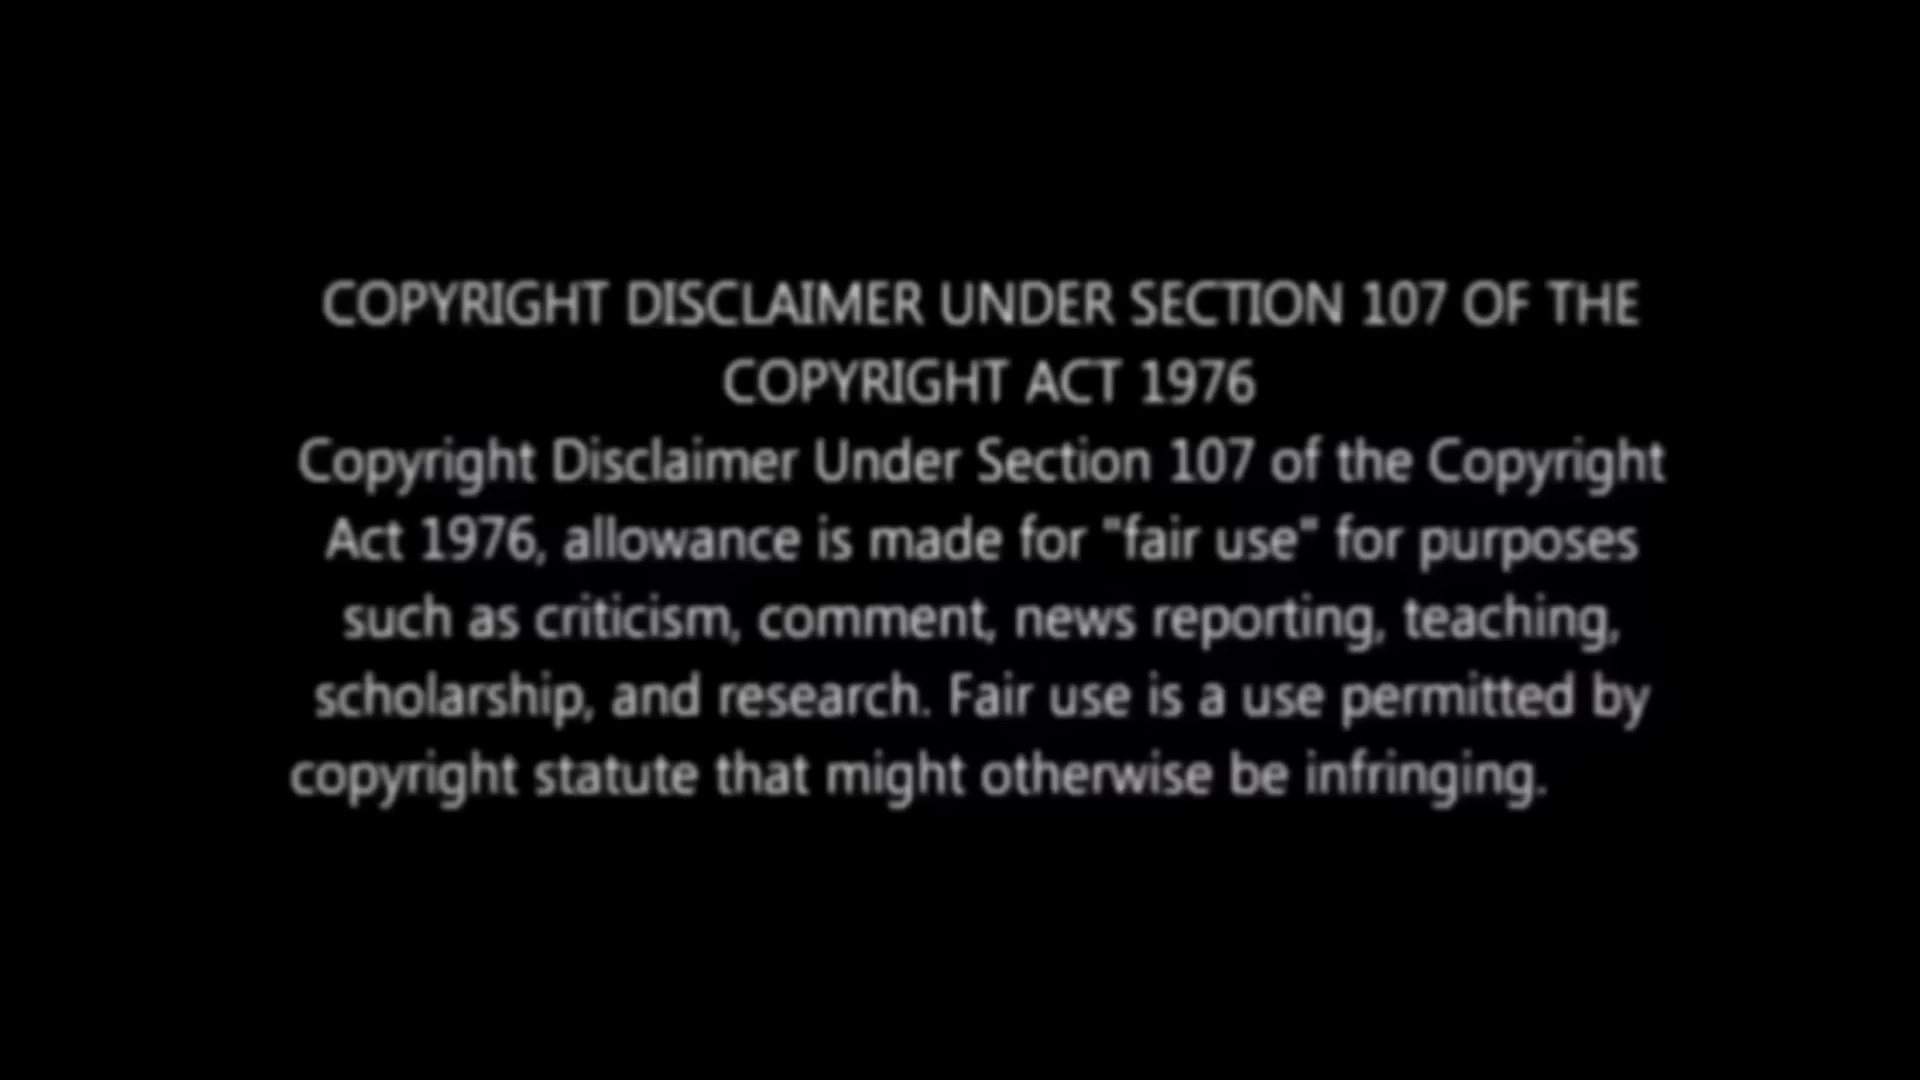 COPYRIGHT DISCLAIMER UNDER SECTION 107 OF THE
COPYRIGHT ACT 1976
Copyright Disclaimer Under Section 107 of the Copyright
Act 1976, allowance is made for "fair use" for purposes
such as criticism, comment, news reporting, teaching,
scholarship, and research. Fair use is a use permitted by
copyright statute that might otherwise be infringing.